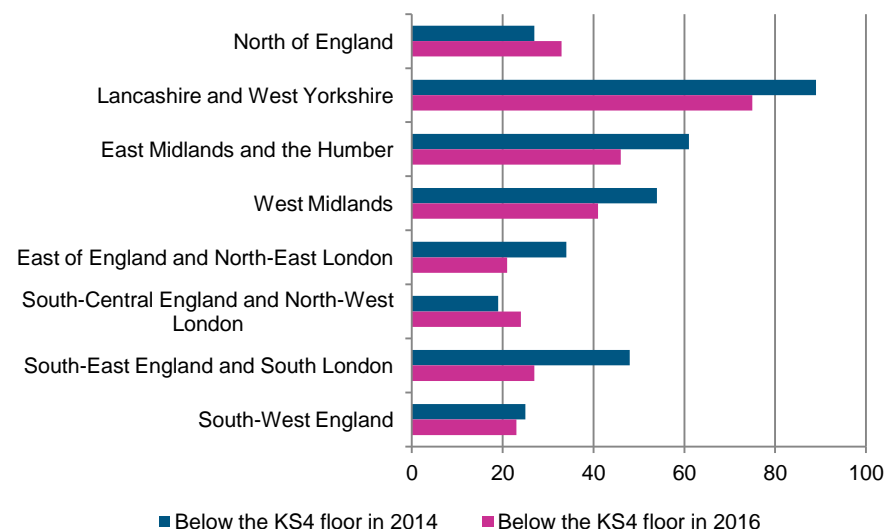 North of England
Lancashire and West Yorkshire
East Midlands and the Humber
West Midlands
East of England and North-East London
South-Central England and North-West
London
South-East England and South London
South-West England
0 20 40 60 80 100
Below the KS4 floor in 2014 Below the KS4 floor in 2016